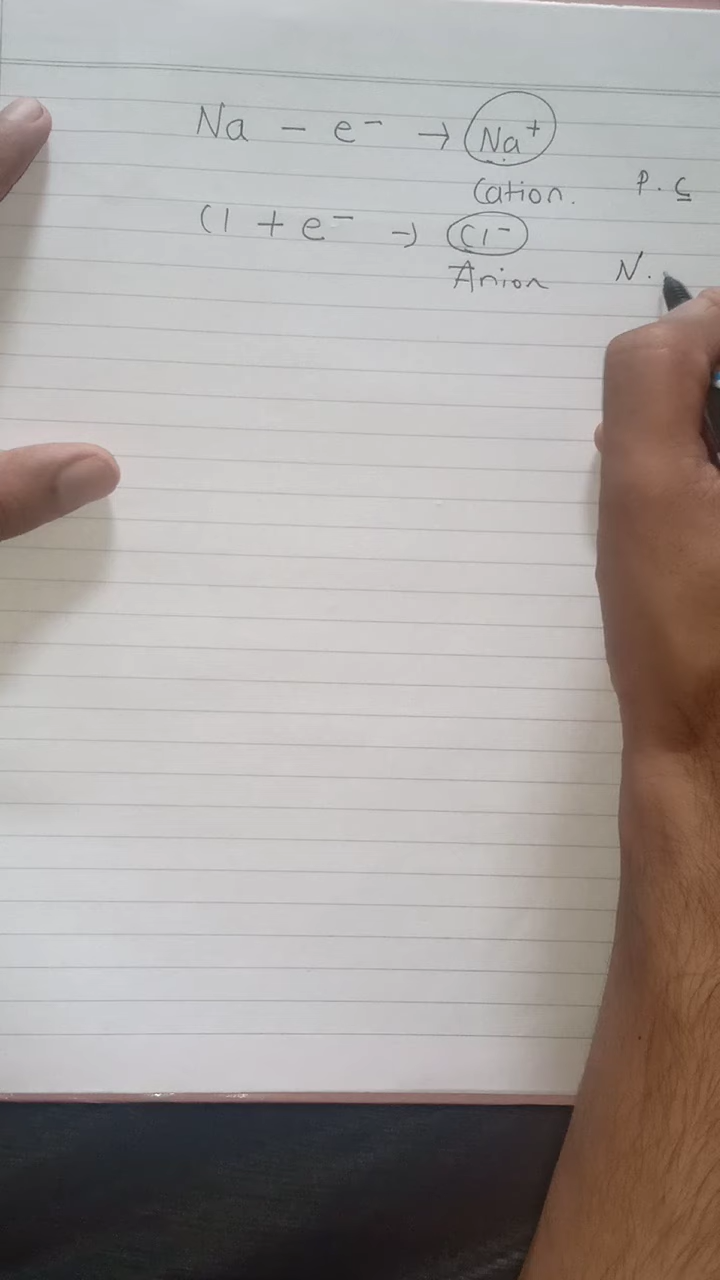 Na - e⁻ → Na⁺
Cation. P. C
Cl + e⁻ → Cl⁻
Anion N.